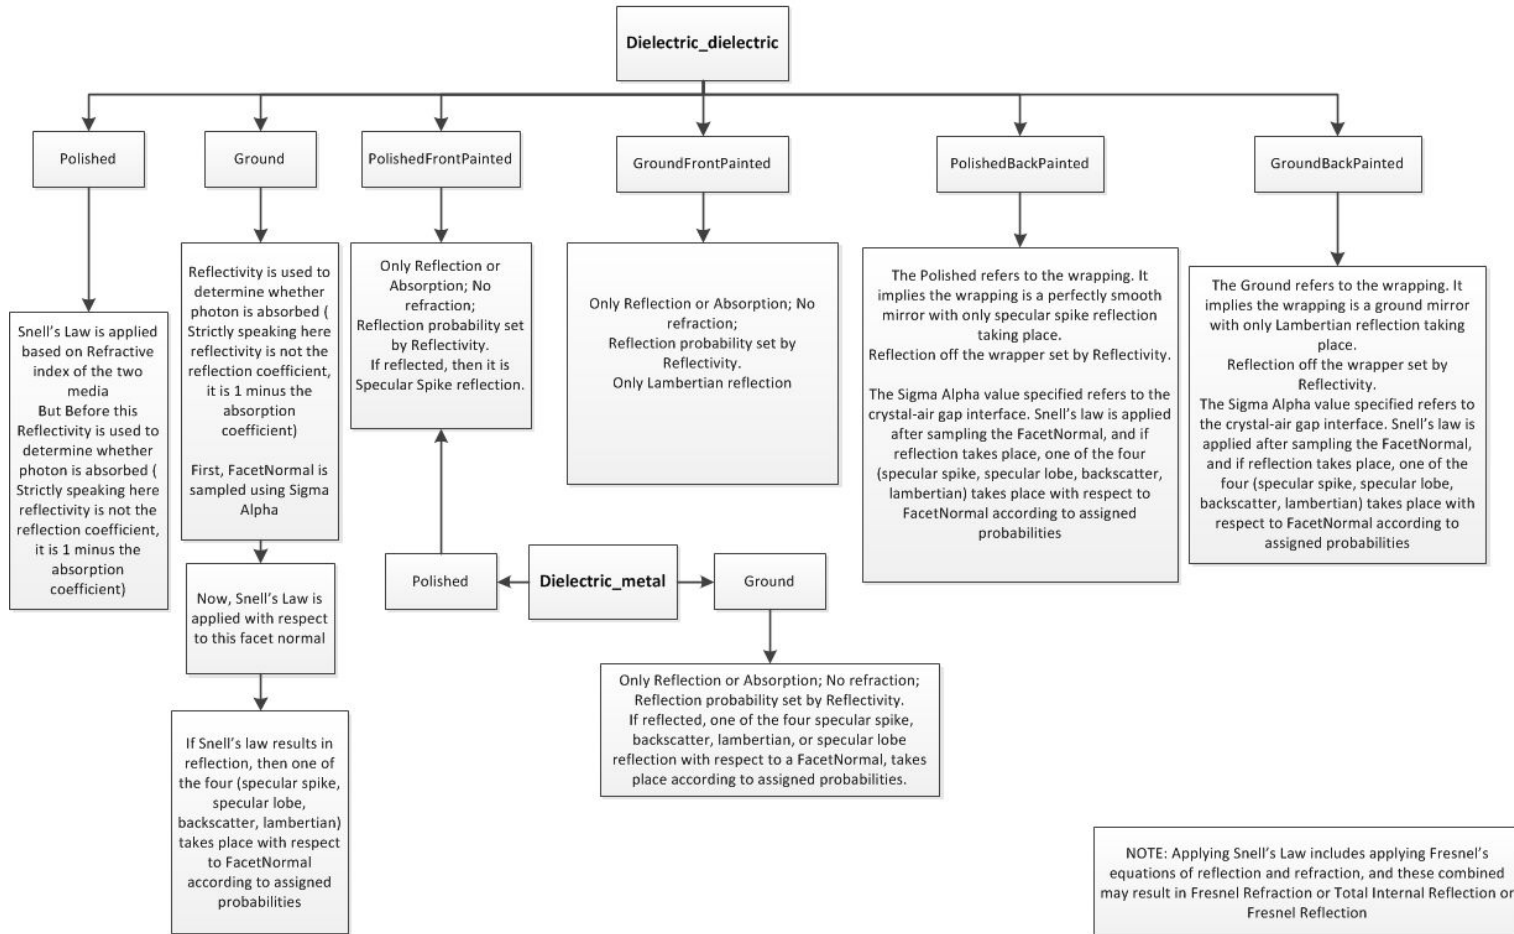 Dielectric_dielectric
Polished
Ground
PolishedFrontPainted
GroundFrontPainted
PolishedBackPainted
GroundBackPainted
Snell's Law is applied
based on Refractive
index of the two
media
But Before this
Reflectivity is used to
determine whether
photon is absorbed (
Strictly speaking here
reflectivity is not the
reflection coefficient,
it is 1 minus the
absorption
coefficient)
Reflectivity is used to
determine whether
photon is absorbed (
Strictly speaking here
reflectivity is not the
reflection coefficient,
it is 1 minus the
absorption
coefficient)
First, FacetNormal is
sampled using Sigma
Alpha
Now, Snell's Law is
applied with respect
to this facet normal
If Snell's law results in
reflection, then one of
the four (specular spike,
specular lobe,
backscatter, lambertian)
takes place with respect
to FacetNormal
according to assigned
probabilities
Only Reflection or
Absorption; No
refraction;
Reflection probability set
by Reflectivity.
If reflected, then it is
Specular Spike reflection.
Only Reflection or Absorption; No
refraction;
Reflection probability set by
Reflectivity.
Only Lambertian reflection
The Polished refers to the wrapping. It
implies the wrapping is a perfectly smooth
mirror with only specular spike reflection
taking place.
Reflection off the wrapper set by Reflectivity.
The Sigma Alpha value specified refers to the
crystal-air gap interface. Snell's law is applied
after sampling the FacetNormal, and if
reflection takes place, one of the four
(specular spike, specular lobe, backscatter,
lambertian) takes place with respect to
FacetNormal according to assigned
probabilities
The Ground refers to the wrapping. It
implies the wrapping is a ground mirror
with only Lambertian reflection taking
place.
Reflection off the wrapper set by
Reflectivity.
The Sigma Alpha value specified refers to
the crystal-air gap interface. Snell's law is
applied after sampling the FacetNormal,
and if reflection takes place, one of the
four (specular spike, specular lobe,
backscatter, lambertian) takes place with
respect to FacetNormal according to
assigned probabilities
Polished
Dielectric_metal
Ground
Only Reflection or Absorption; No refraction;
Reflection probability set by Reflectivity.
If reflected, one of the four specular spike,
backscatter, lambertian, or specular lobe
reflection with respect to a FacetNormal, takes
place according to assigned probabilities.
NOTE: Applying Snell's Law includes applying Fresnel's
equations of reflection and refraction, and these combined
may result in Fresnel Refraction or Total Internal Reflection or
Fresnel Reflection